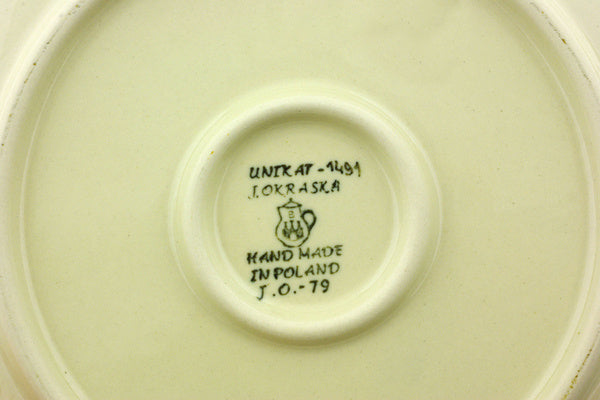 UNIKAT-1491
J.OKRASKA
B
HAND MADE
IN POLAND
J.O.-79